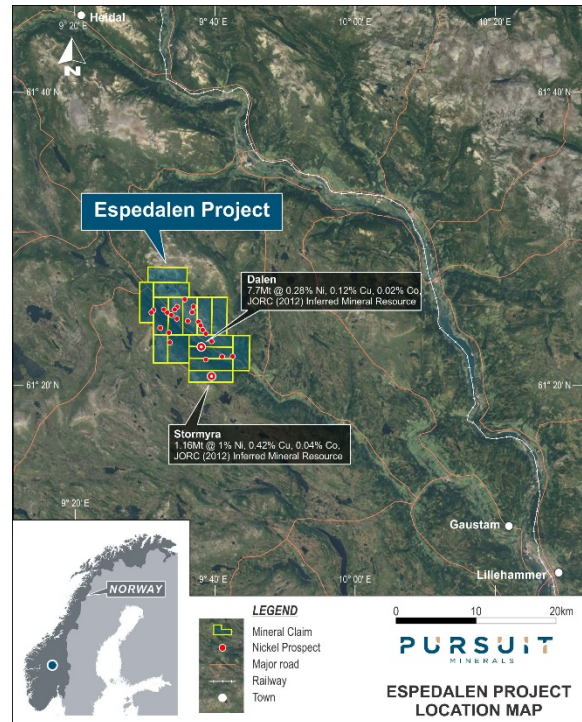 9° 20' E
9° 40' E
10° 00' E
10° 20' E
Heidal
N
61° 40' N
61° 40' N
Espedalen Project
Dalen
7.7Mt @ 0.28% Ni, 0.12% Cu, 0.02% Co,
JORC (2012) Inferred Mineral Resource
61° 20' N
61° 20' N
Stormyra
1.16Mt @ 1% Ni, 0.42% Cu, 0.04% Co,
JORC (2012) Inferred Mineral Resource
9° 20' E
Gaustam
Lillehammer
9° 40' E
10° 00' E
10° 20' E
NORWAY
LEGEND
Mineral Claim
Nickel Prospect
Major road
Railway
Town
0 10 20km
PURSUIT
MINERALS
ESPEDALEN PROJECT
LOCATION MAP